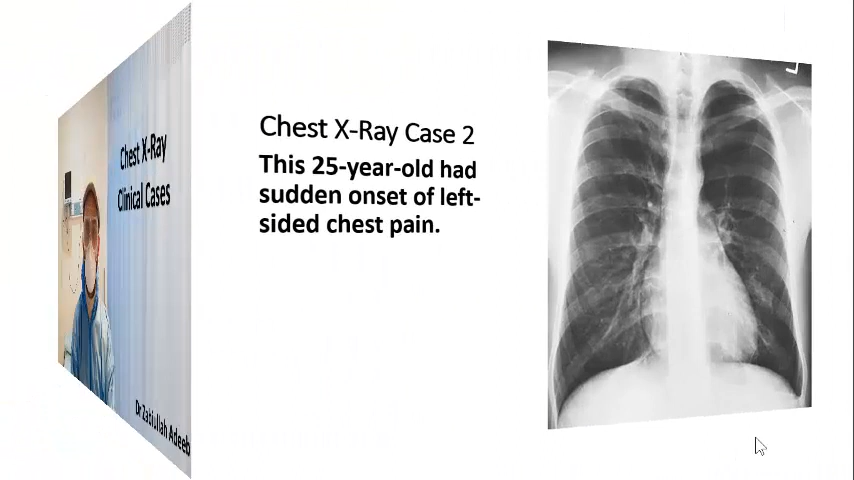 Chest X-Ray
Clinical Cases
Dr Zabiullah Adeeb
Chest X-Ray Case 2
This 25-year-old had
sudden onset of left-
sided chest pain.